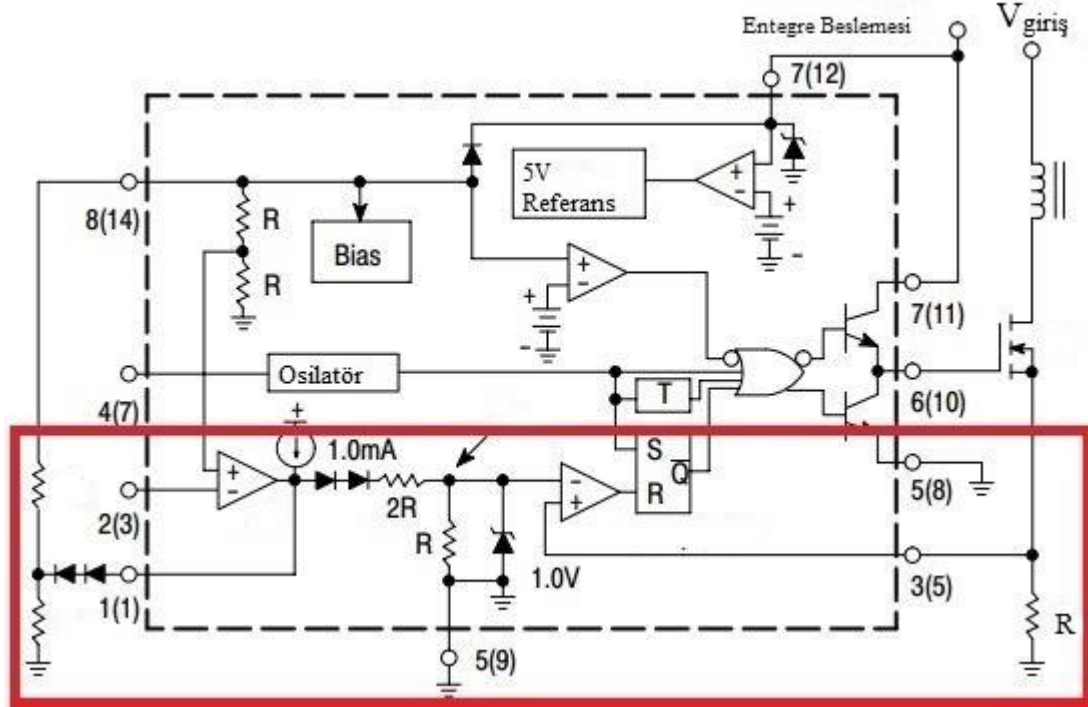 Entegre Beslemesi
Vgiriş
7(12)
5V
Referans
+
-
+
-
8(14)
R
R
Bias
+
-
+
-
7(11)
Osilatör
T
4(7)
6(10)
+
1.0mA
S
Q
R
+
-
2R
-
+
5(8)
2(3)
R
1.0V
3(5)
1(1)
R
5(9)